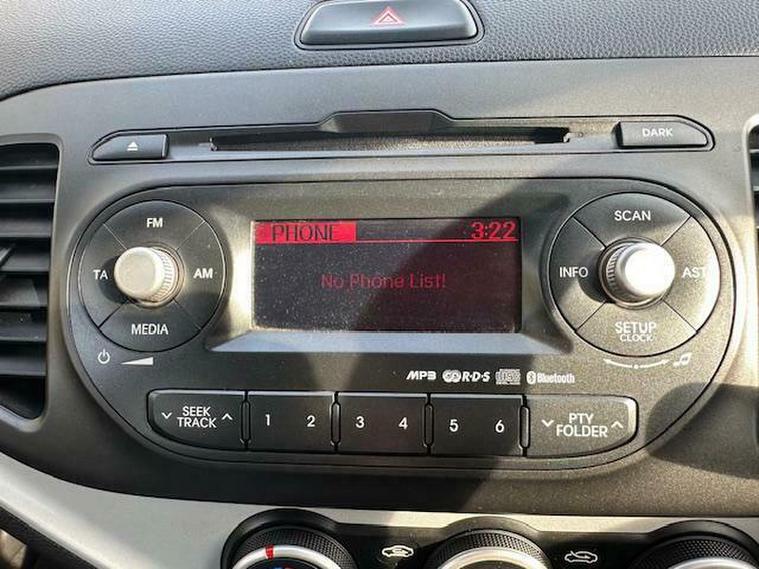 DARK
FM
TA
AM
MEDIA
PHONE 3:22
No Phone List!
SCAN
INFO
AST
SETUP
CLOCK
MP3 R·D·S Bluetooth
SEEK
TRACK
1 2 3 4 5 6
PTY
FOLDER